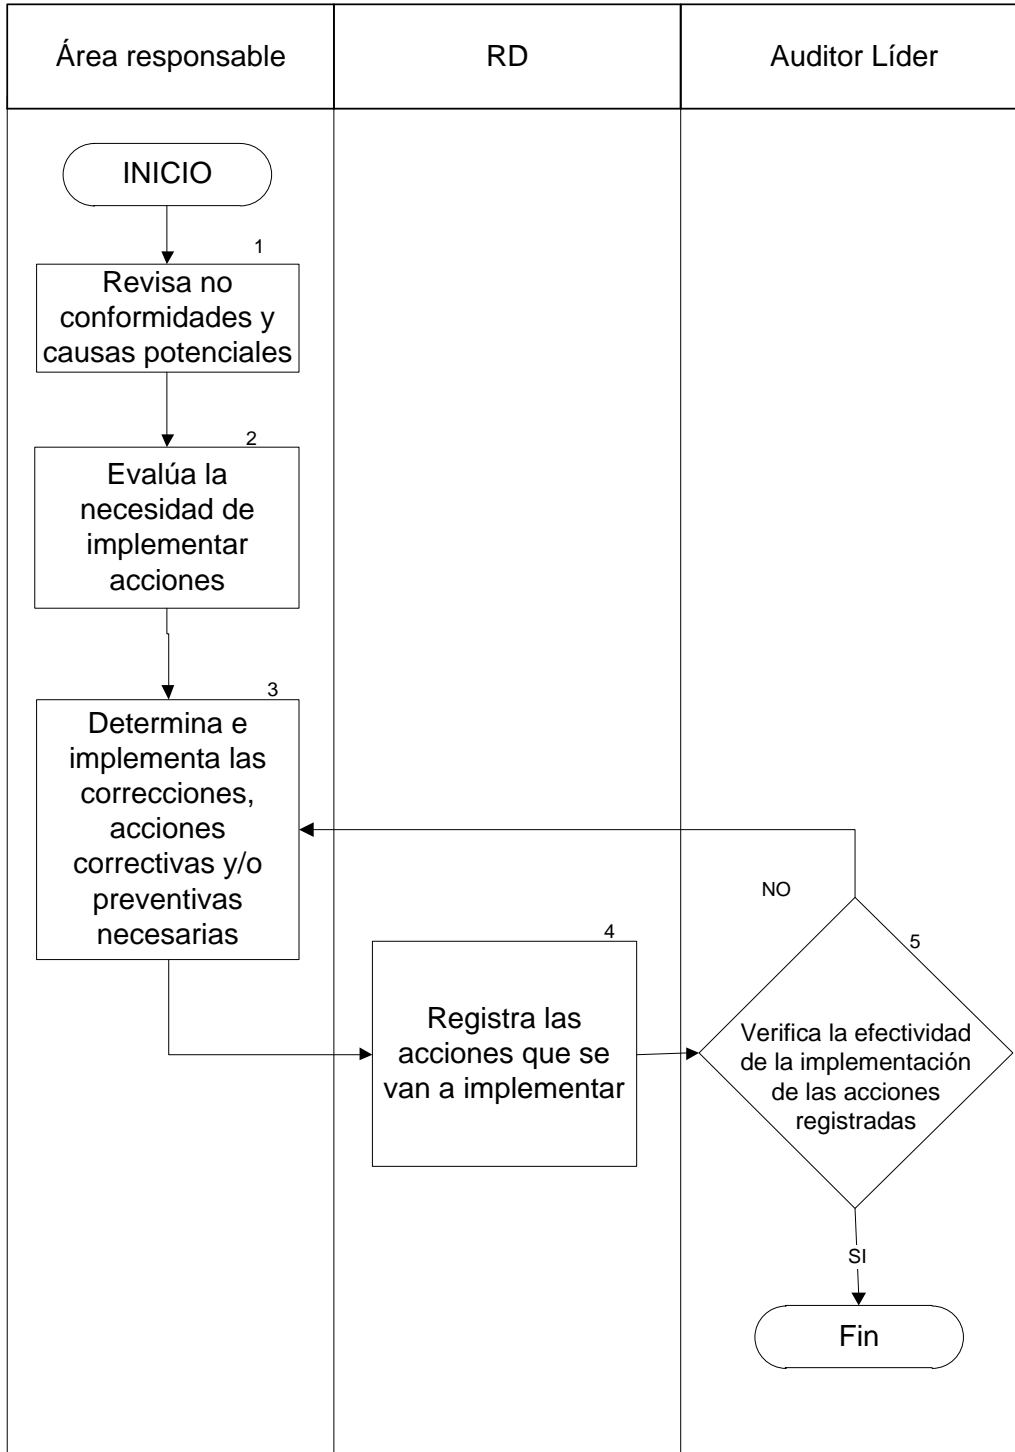 Área responsable
RD
Auditor Líder
INICIO
1
Revisa no
conformidades y
causas potenciales
2
Evalúa la
necesidad de
implementar
acciones
3
Determina e
implementa las
correcciones,
acciones
correctivas y/o
preventivas
necesarias
4
Registra las
acciones que se
van a implementar
NO
5
Verifica la efectividad
de la implementación
de las acciones
registradas
SI
Fin